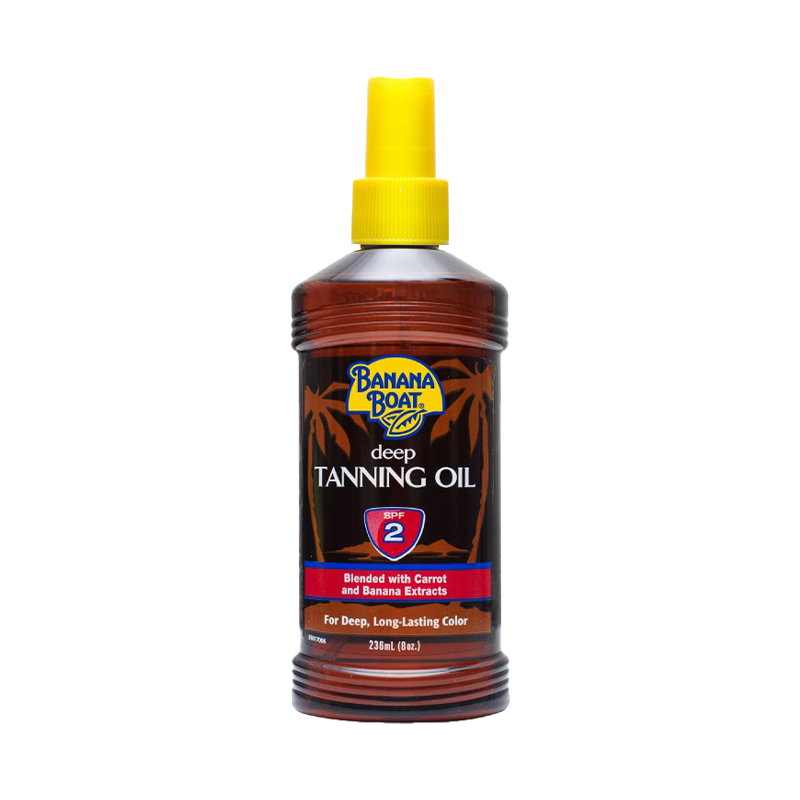 BANANA
BOAT®
deep
TANNING OIL
SPF
2
Blended with Carrot
and Banana Extracts
For Deep, Long-Lasting Color
236mL (8oz.)